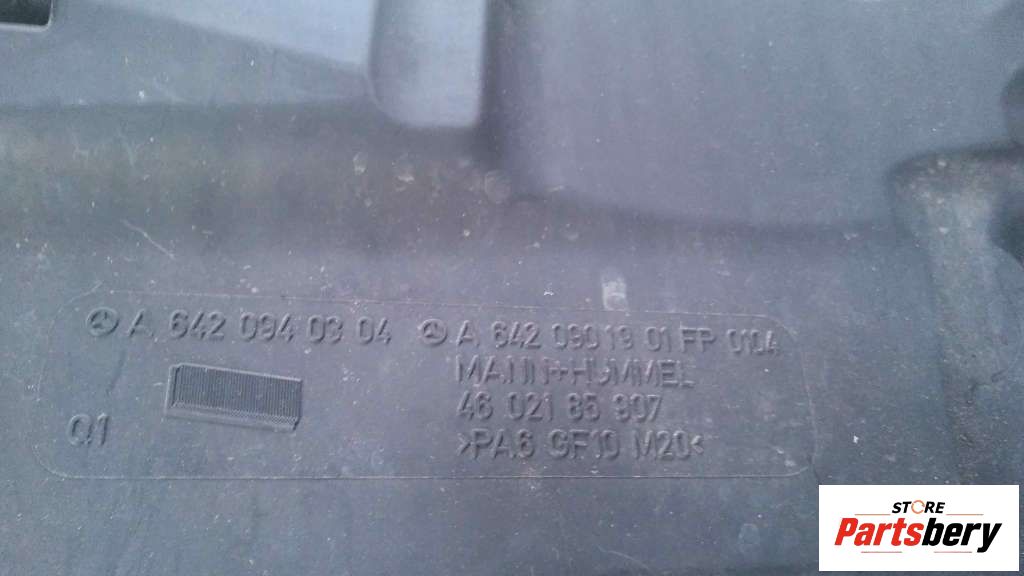 A 642 094 03 04 A 642 090 19 01 FP 0104
MANN+HUMMEL
46 021 85 907
Q1
>PA6 GF10 M20<
STORE
Partsbery